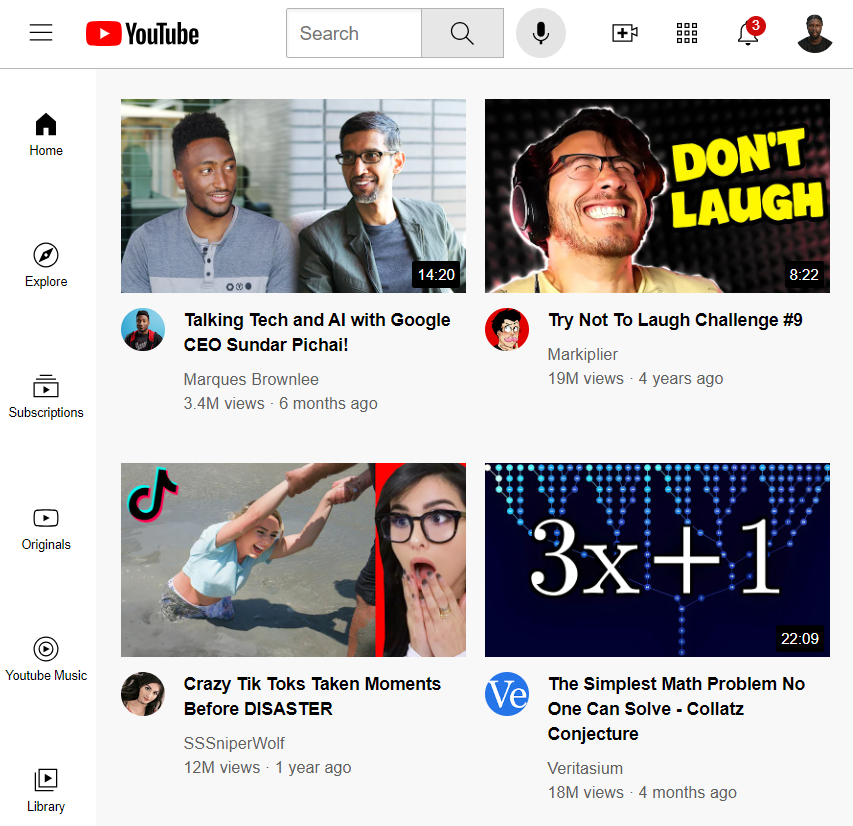 YouTube
Search
3
Home
Explore
Subscriptions
Originals
Youtube Music
Library
14:20
Talking Tech and AI with Google
CEO Sundar Pichai!
Marques Brownlee
3.4M views · 6 months ago
DON'T
LAUGH
8:22
Try Not To Laugh Challenge #9
Markiplier
19M views · 4 years ago
Crazy Tik Toks Taken Moments
Before DISASTER
SSSniperWolf
12M views · 1 year ago
3x+1
22:09
Ve
The Simplest Math Problem No
One Can Solve - Collatz
Conjecture
Veritasium
18M views · 4 months ago